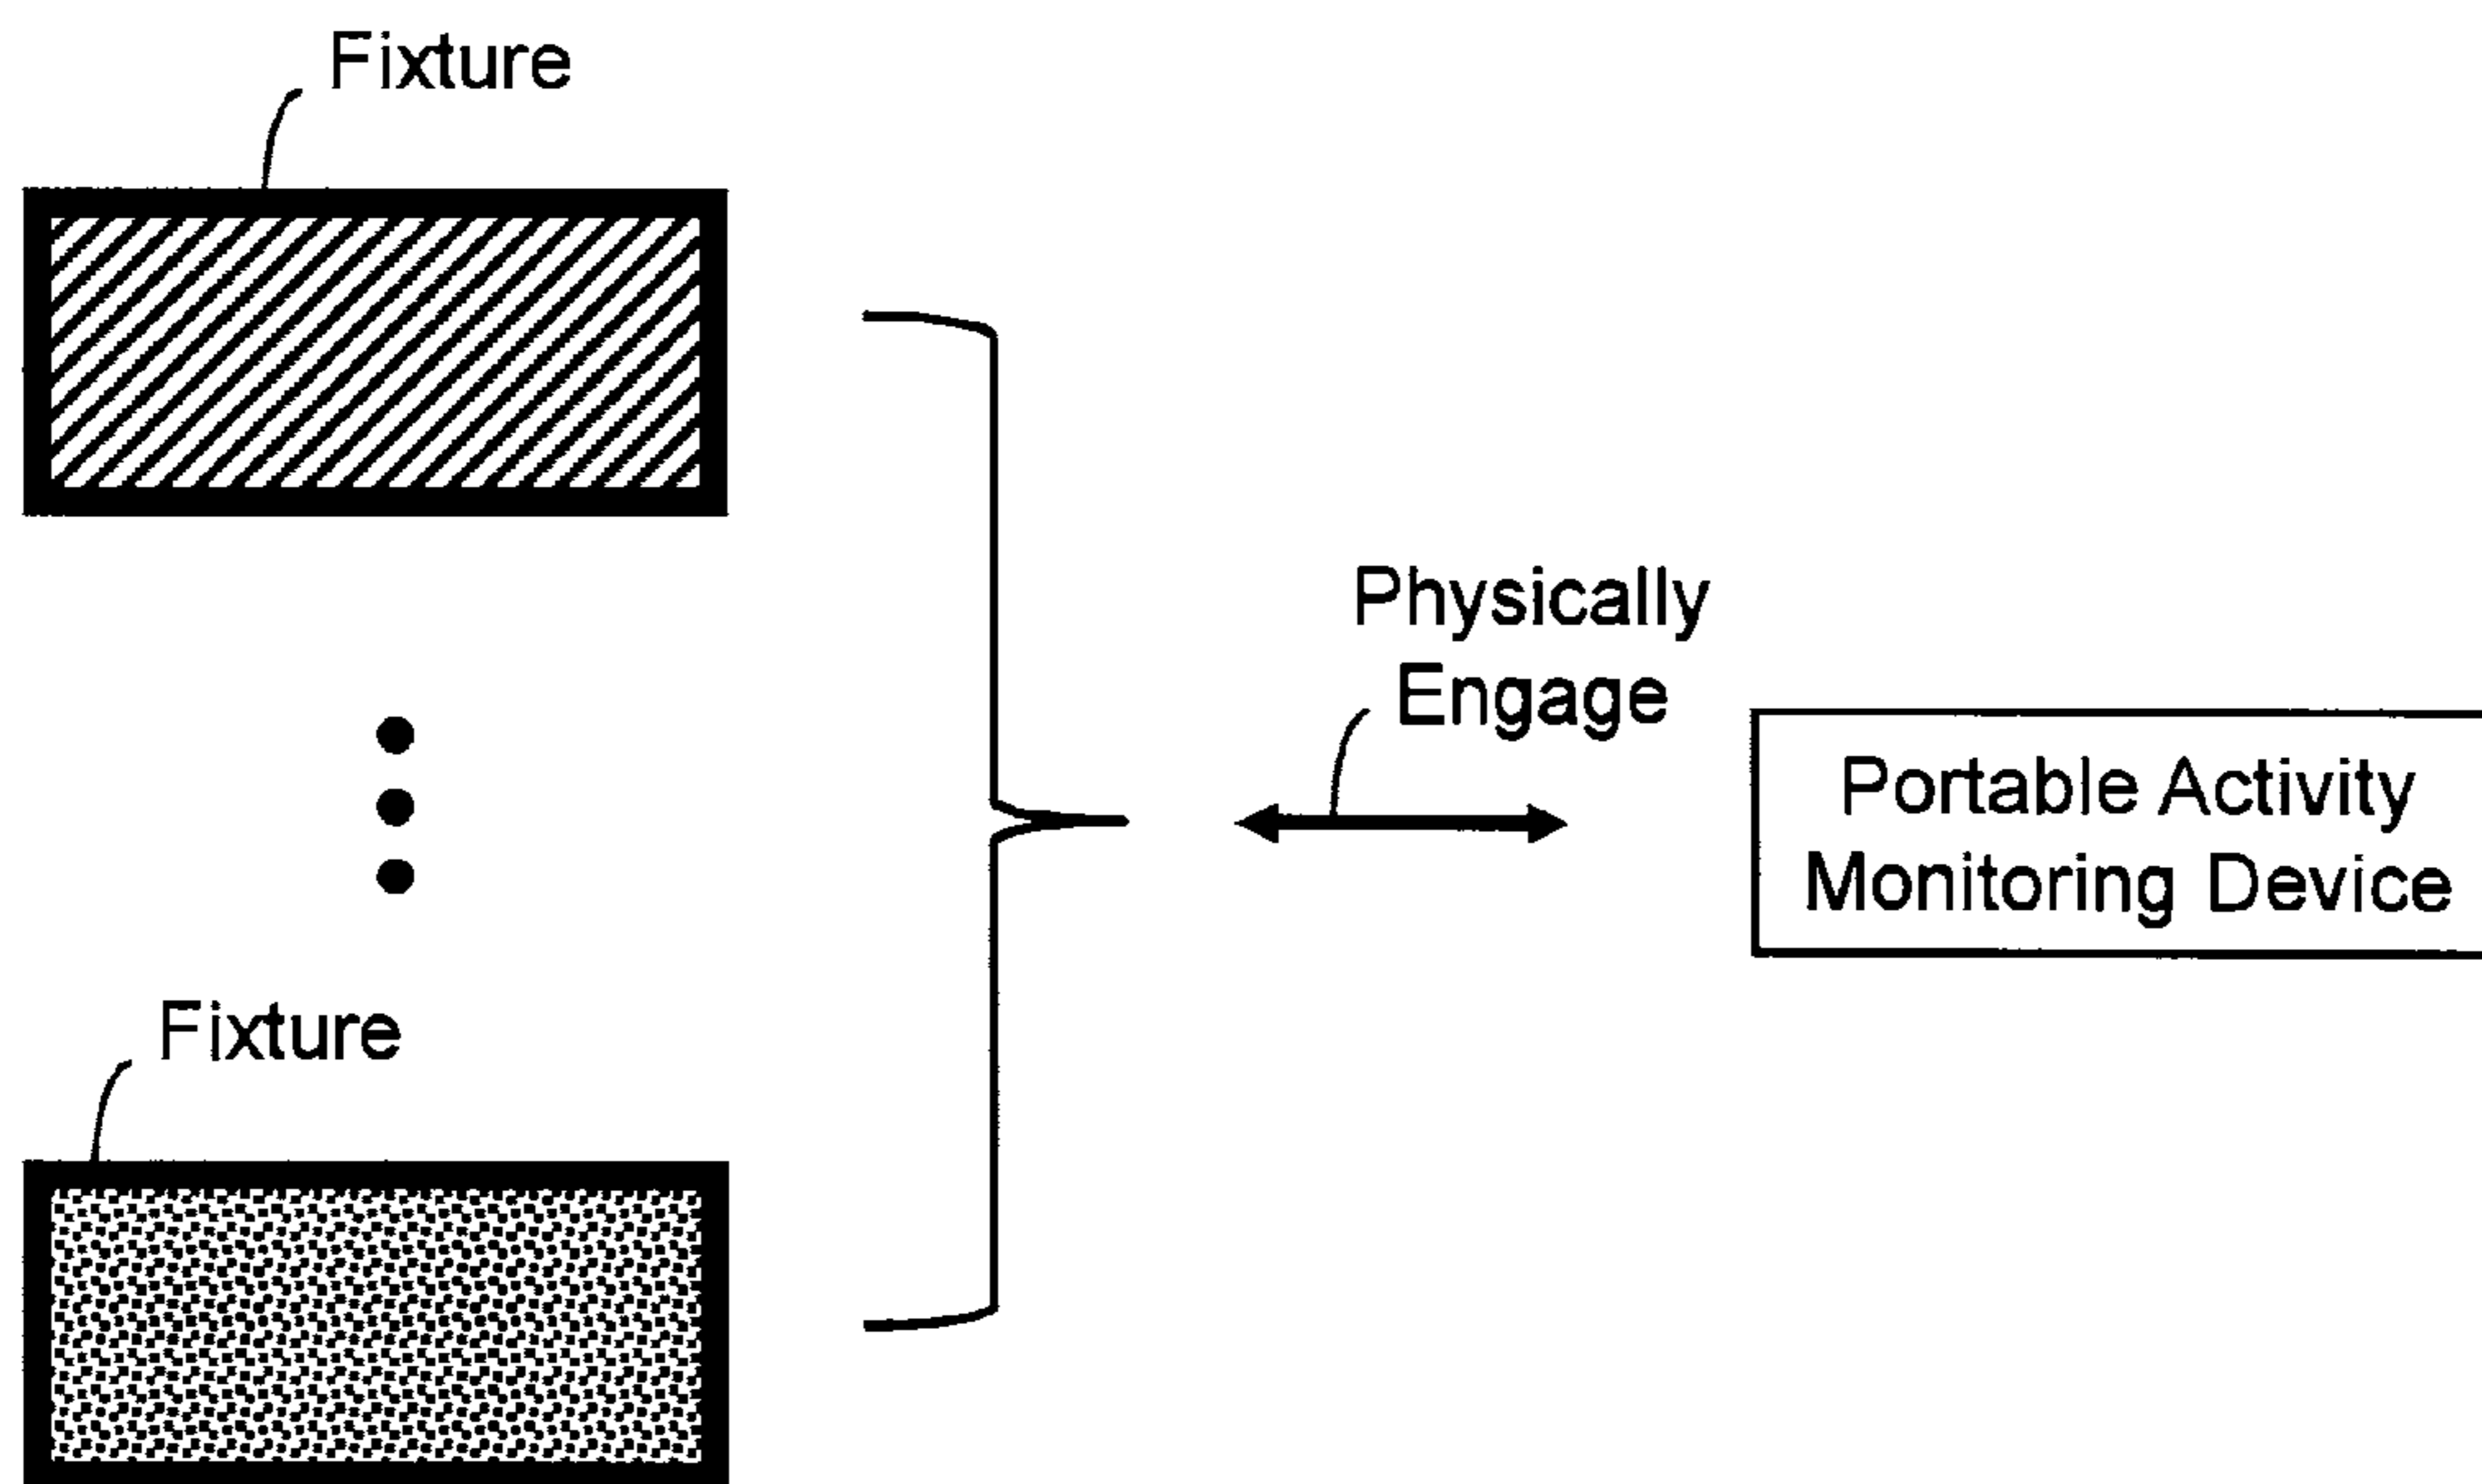 Fixture
Physically
Engage
Portable Activity
Monitoring Device
Fixture